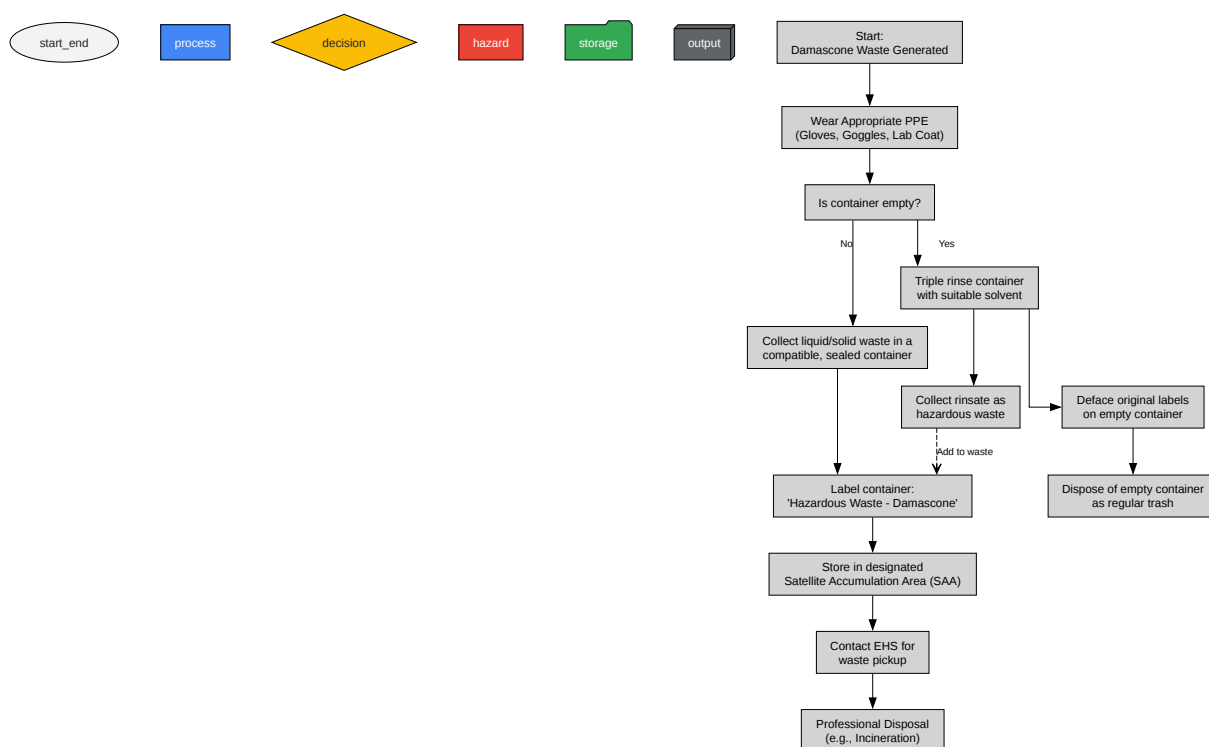 start_end
process
decision
hazard
storage
output
Start:
Damascone Waste Generated
Wear Appropriate PPE
(Gloves, Goggles, Lab Coat)
Is container empty?
No
Yes
Triple rinse container
with suitable solvent
Collect liquid/solid waste in a
compatible, sealed container
Collect rinsate as
hazardous waste
Deface original labels
on empty container
Add to waste
Label container:
'Hazardous Waste - Damascone'
Dispose of empty container
as regular trash
Store in designated
Satellite Accumulation Area (SAA)
Contact EHS for
waste pickup
Professional Disposal
(e.g., Incineration)